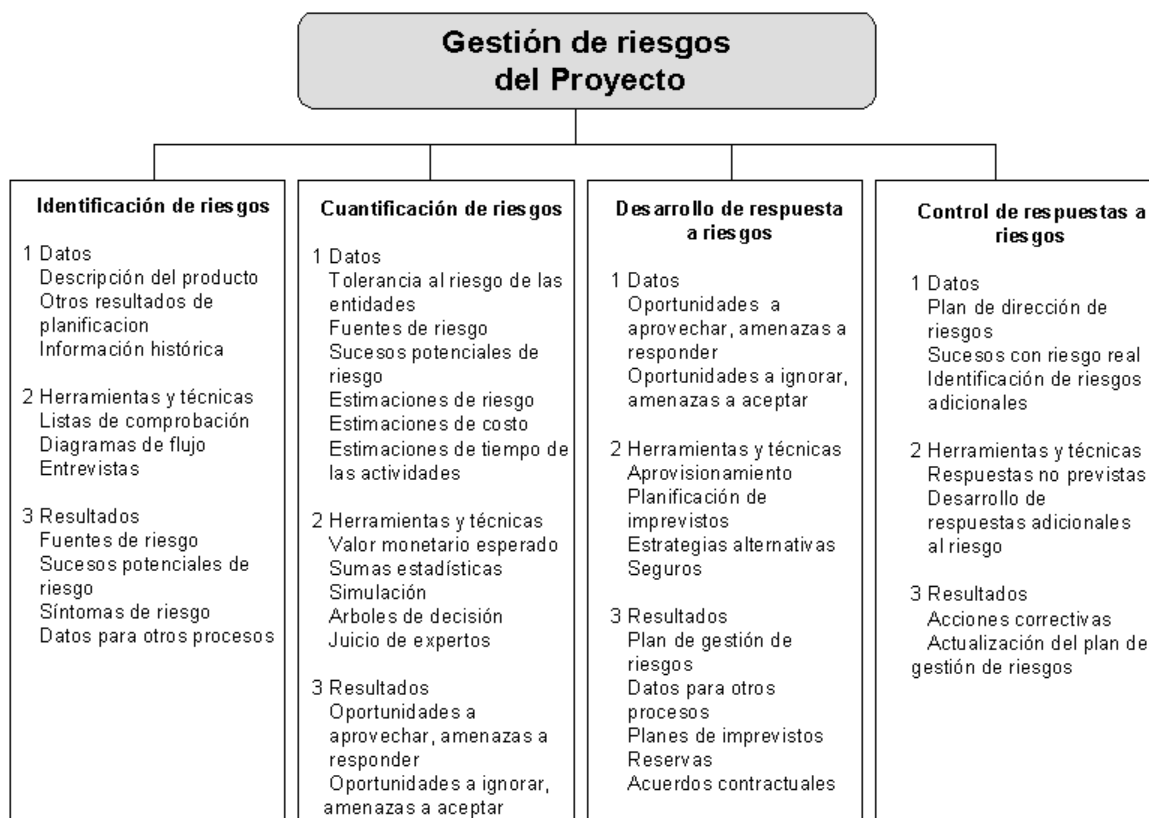 Gestión de riesgos
del Proyecto
Identificación de riesgos
1 Datos
Descripción del producto
Otros resultados de
planificacion
Información histórica
2 Herramientas y técnicas
Listas de comprobación
Diagramas de flujo
Entrevistas
3 Resultados
Fuentes de riesgo
Sucesos potenciales de
riesgo
Síntomas de riesgo
Datos para otros procesos
Cuantificación de riesgos
1 Datos
Tolerancia al riesgo de las
entidades
Fuentes de riesgo
Sucesos potenciales de
riesgo
Estimaciones de riesgo
Estimaciones de costo
Estimaciones de tiempo de
las actividades
2 Herramientas y técnicas
Valor monetario esperado
Sumas estadísticas
Simulación
Arboles de decisión
Juicio de expertos
3 Resultados
Oportunidades a
aprovechar, amenazas a
responder
Oportunidades a ignorar,
amenazas a aceptar
Desarrollo de respuesta
a riesgos
1 Datos
Oportunidades a
aprovechar, amenazas a
responder
Oportunidades a ignorar,
amenazas a aceptar
2 Herramientas y técnicas
Aprovisionamiento
Planificación de
imprevistos
Estrategias alternativas
Seguros
3 Resultados
Plan de gestión de
riesgos
Datos para otros
procesos
Planes de imprevistos
Reservas
Acuerdos contractuales
Control de respuestas a
riesgos
1 Datos
Plan de dirección de
riesgos
Sucesos con riesgo real
Identificación de riesgos
adicionales
2 Herramientas y técnicas
Respuestas no previstas
Desarrollo de
respuestas adicionales
al riesgo
3 Resultados
Acciones correctivas
Actualización del plan de
gestión de riesgos